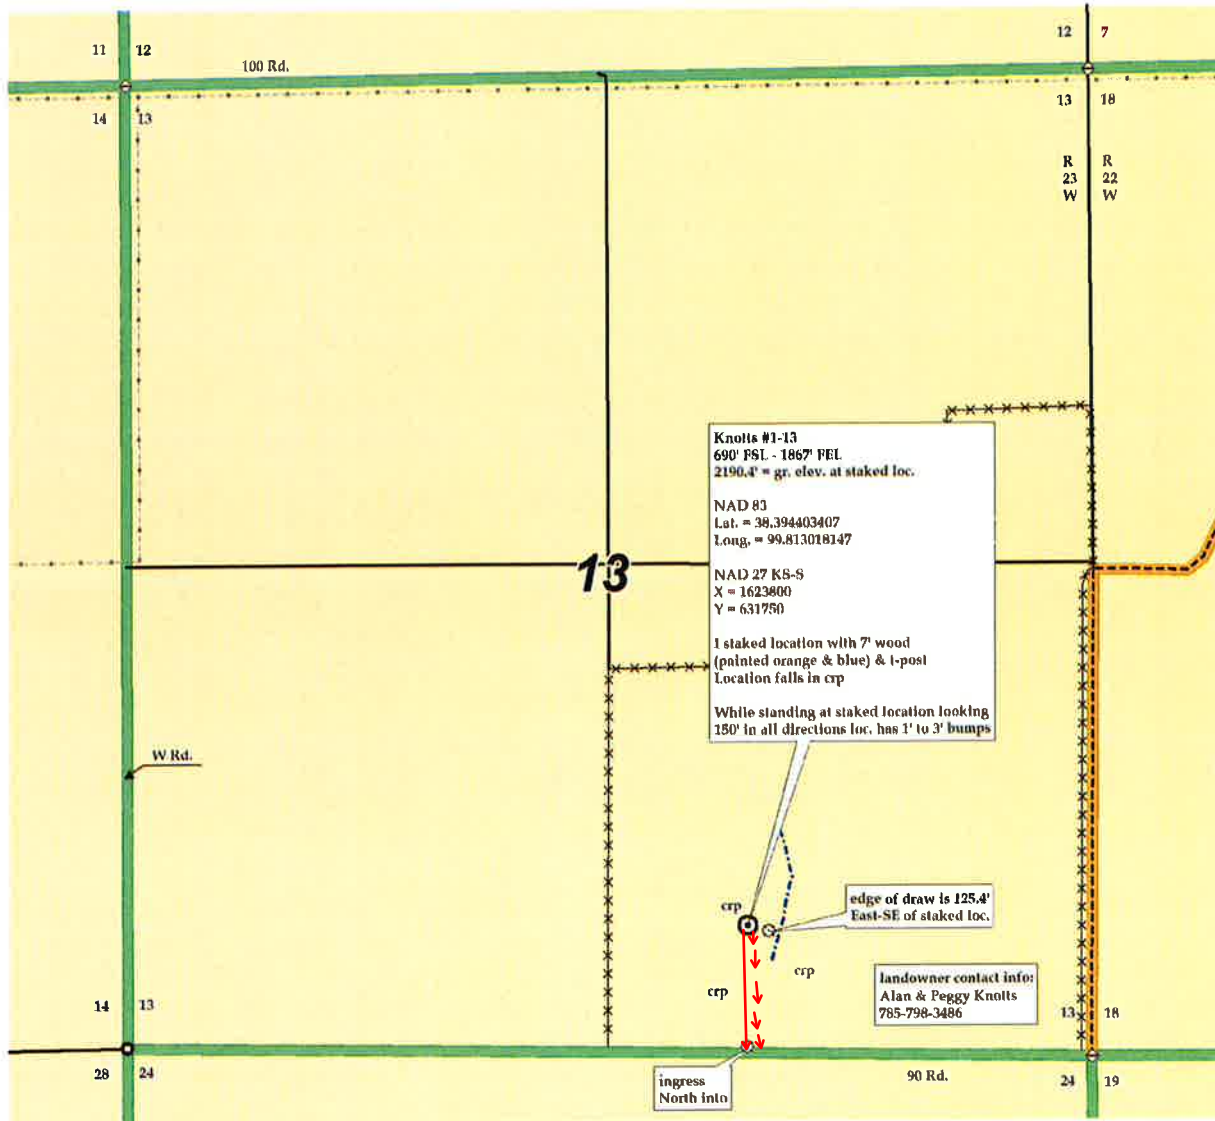 11 12
12 7
100 Rd.
14 13
13 18
R R
23 22
W W
Knolls #1-13
690' FSL - 1867' FEL
2190.4' = gr. elev. at staked loc.
NAD 83
Lat. = 38.394403407
Long. = 99.813018147
NAD 27 KS-S
X = 1623800
Y = 631750
I staked location with 7' wood
(painted orange & blue) & t-post
Location falls in crp
While standing at staked location looking
150' in all directions loc. has 1' to 3' bumps
13
W Rd.
crp
edge of draw is 125.4'
East-SE of staked loc.
crp
crp
landowner contact info:
Alan & Peggy Knolls
785-798-3486
14 13
13 18
28 24
ingress
North into
90 Rd.
24 19